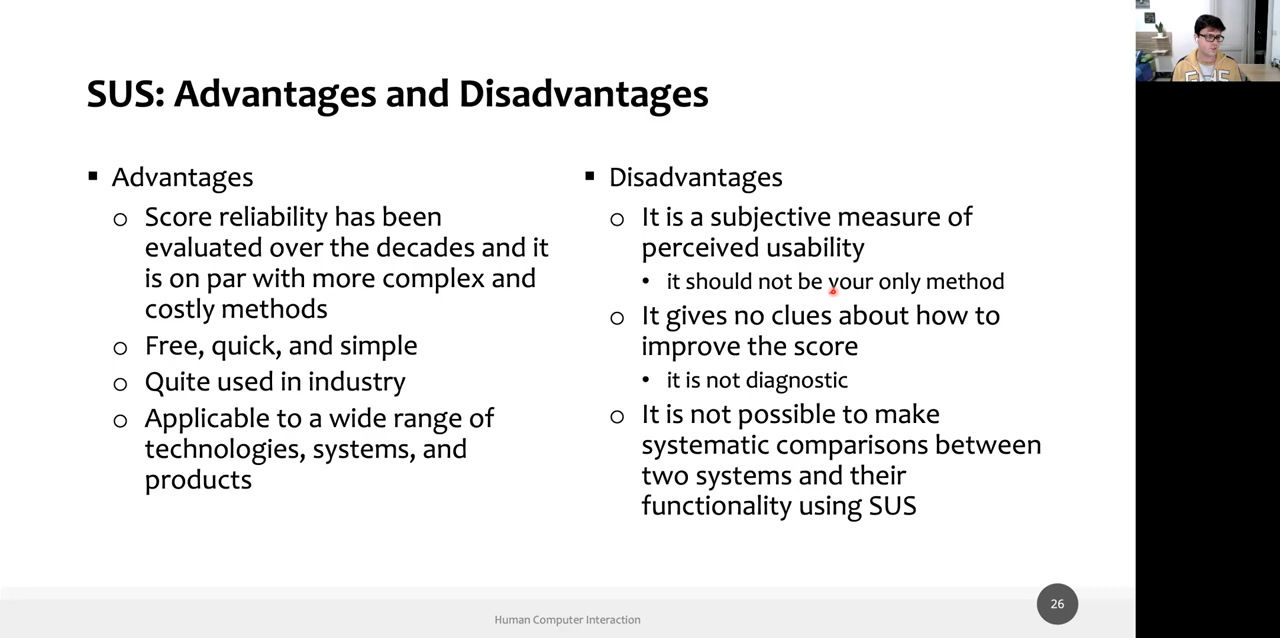 SUS: Advantages and Disadvantages
▪ Advantages
o Score reliability has been
evaluated over the decades and it
is on par with more complex and
costly methods
o Free, quick, and simple
o Quite used in industry
o Applicable to a wide range of
technologies, systems, and
products
▪ Disadvantages
o It is a subjective measure of
perceived usability
• it should not be your only method
o It gives no clues about how to
improve the score
• it is not diagnostic
o It is not possible to make
systematic comparisons between
two systems and their
functionality using SUS
Human Computer Interaction
26